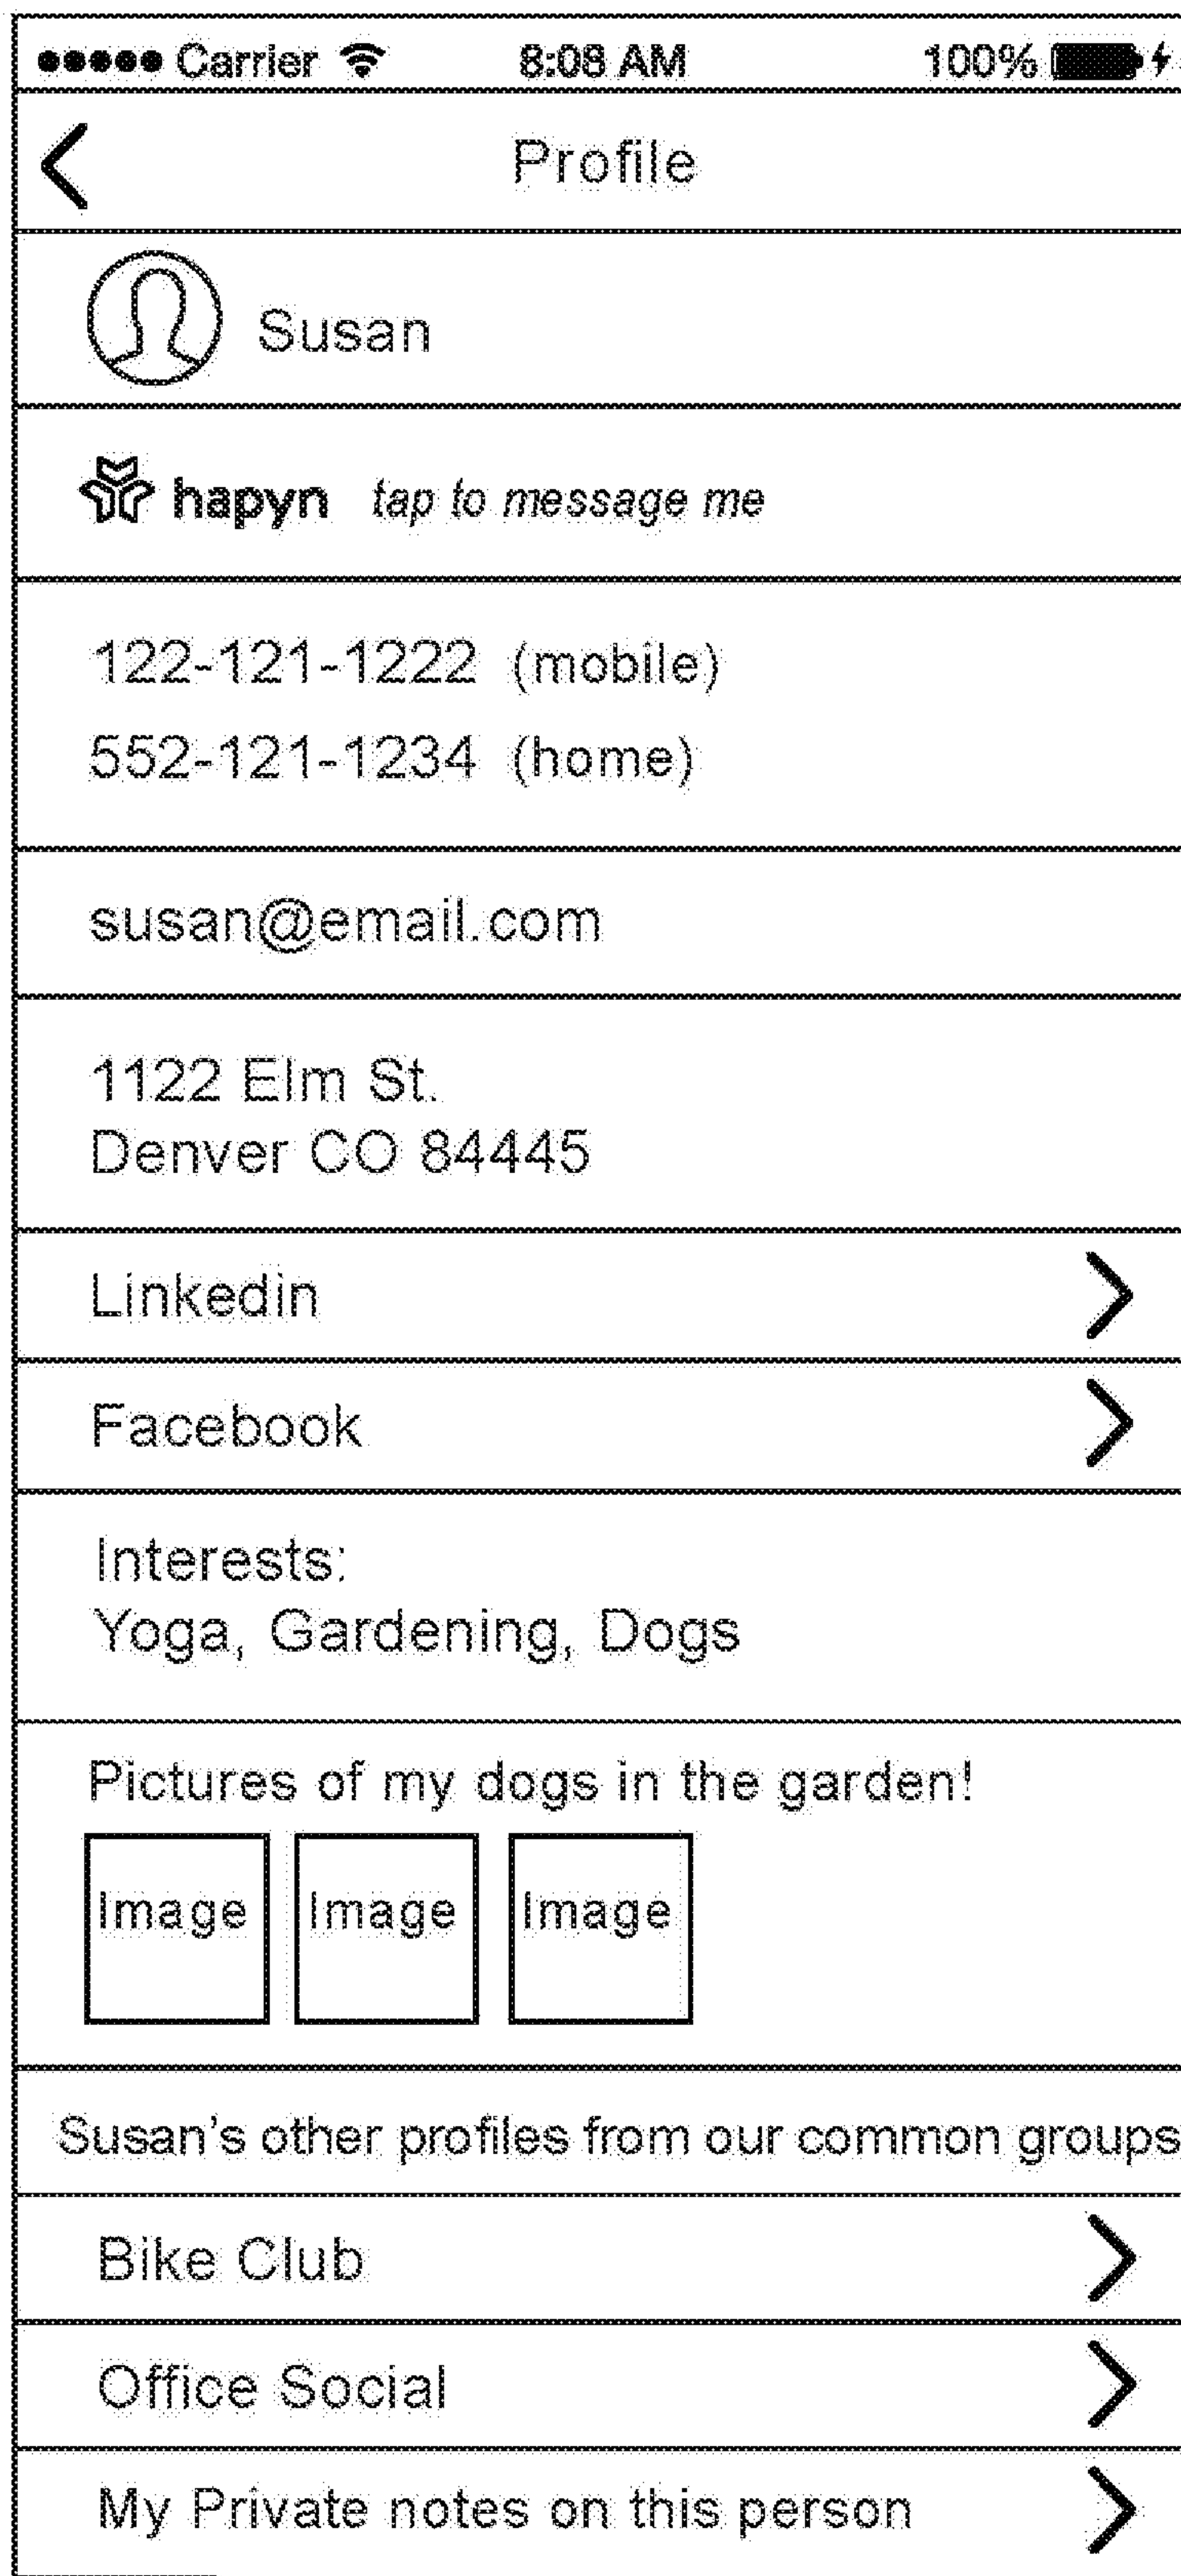 Carrier 8:08 AM 100%
Profile
Susan
hapyn tap to message me
122-121-1222 (mobile)
552-121-1234 (home)
susan@email.com
1122 Elm St.
Denver CO 84445
Linkedin
Facebook
Interests:
Yoga, Gardening, Dogs
Pictures of my dogs in the garden!
Image Image Image
Susan's other profiles from our common groups
Bike Club
Office Social
My Private notes on this person